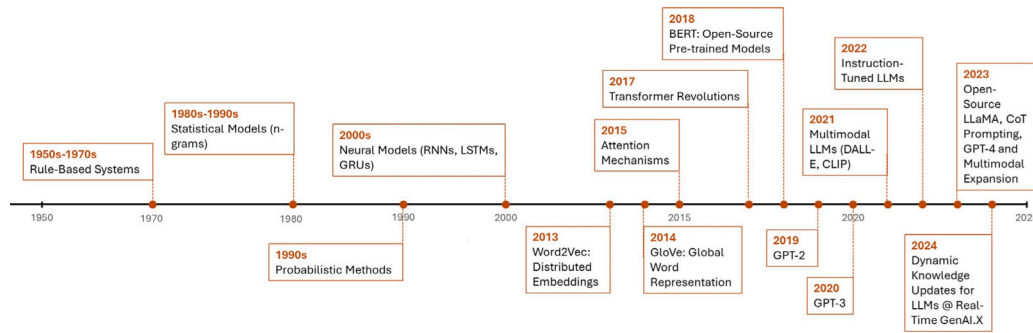 2018
BERT: Open-Source
Pre-trained Models
2022
Instruction-
Tuned LLMs
2023
Open-
Source
LLaMA, CoT
Prompting,
GPT-4 and
Multimodal
Expansion
2017
Transformer Revolutions
1980s-1990s
Statistical Models (n-
grams)
2000s
Neural Models (RNNs, LSTMs,
GRUs)
2015
Attention
Mechanisms
2021
Multimodal
LLMs (DALL-
E, CLIP)
1950s-1970s
Rule-Based Systems
1950 1970 1980 1990 2000 2015 2020 202
1990s
Probabilistic Methods
2013
Word2Vec:
Distributed
Embeddings
2014
GloVe: Global
Word
Representation
2019
GPT-2
2020
GPT-3
2024
Dynamic
Knowledge
Updates for
LLMs @ Real-
Time GenAI.X